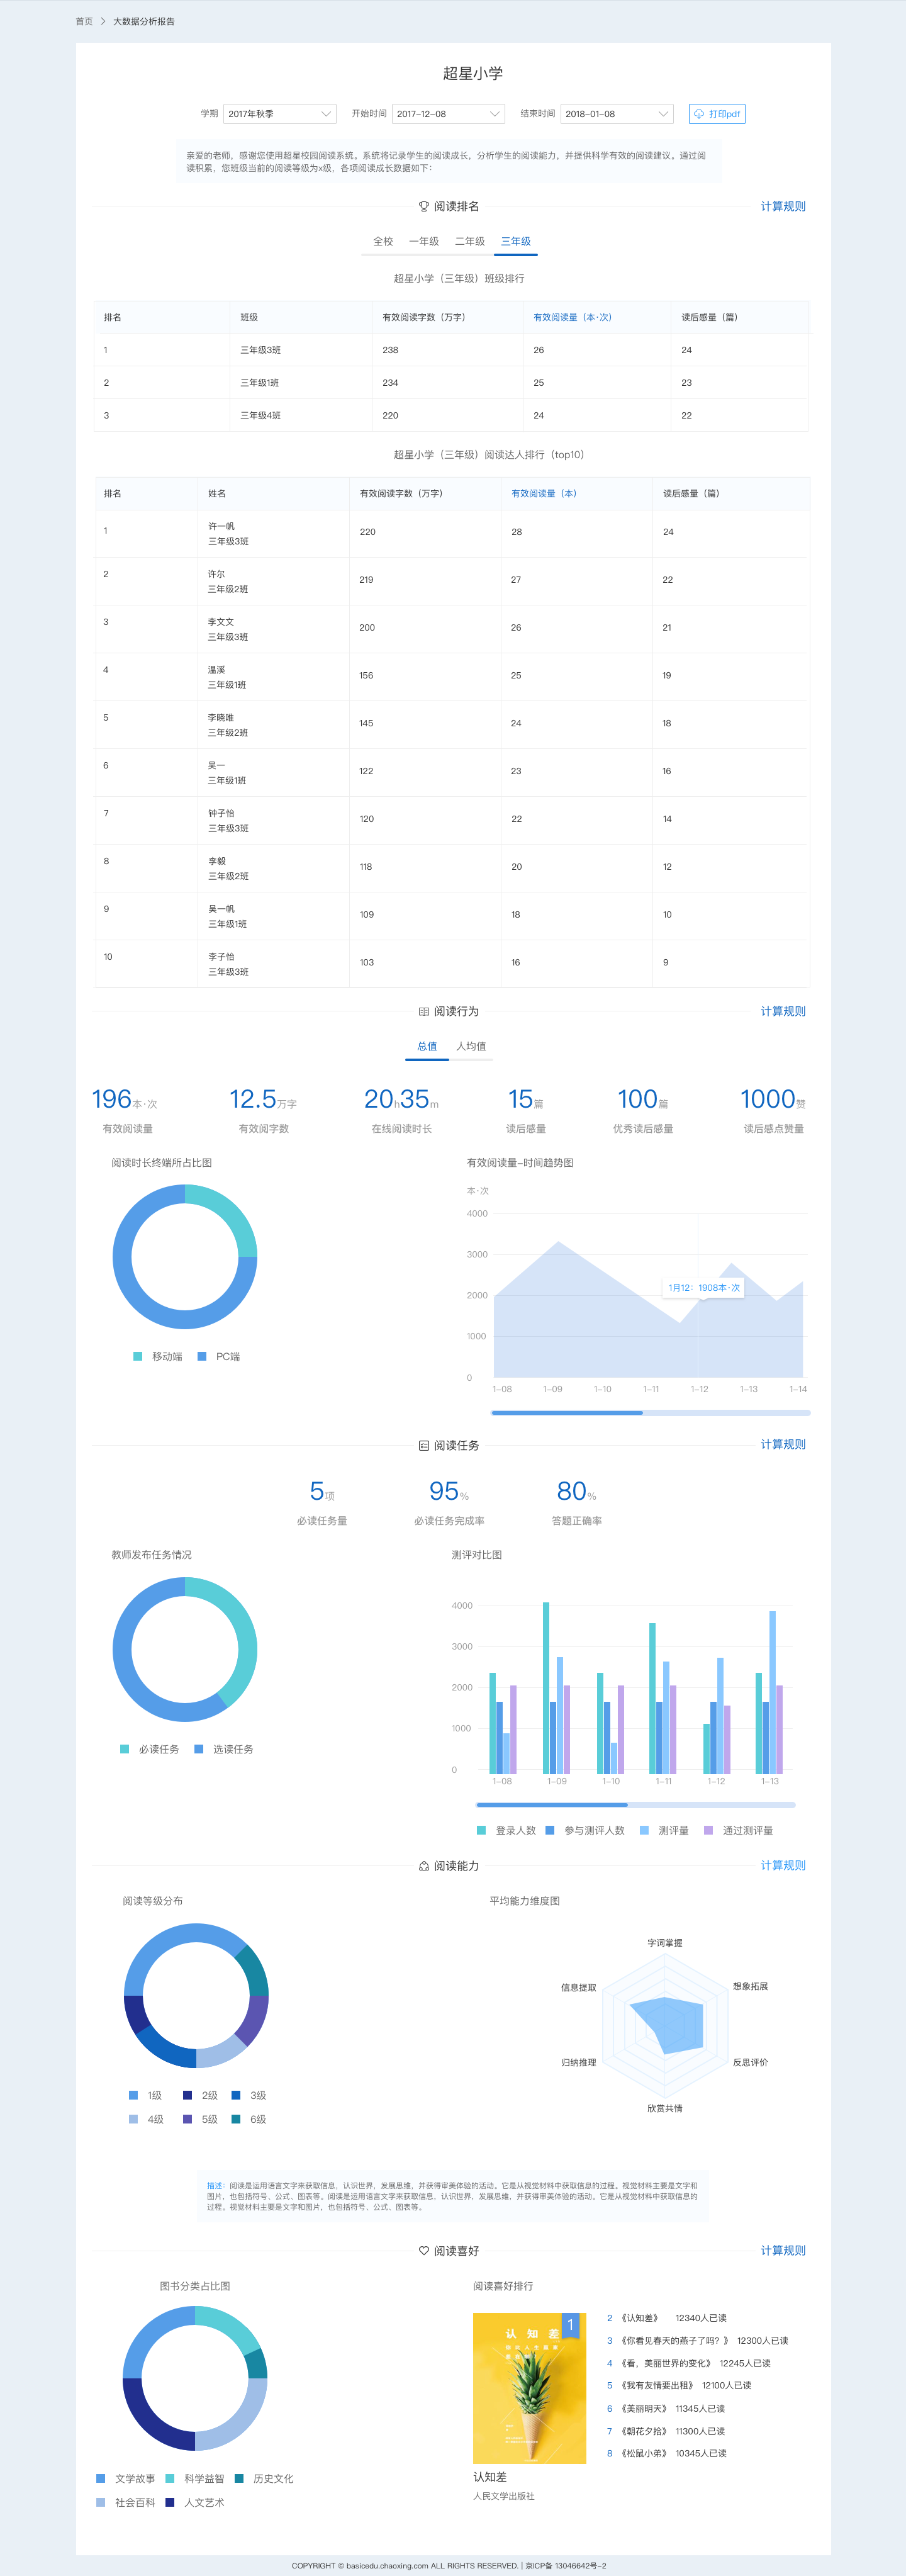 首页 > 大数据分析报告
超星小学
学期 2017年秋季 开始时间 2017-12-08 结束时间 2018-01-08 打印pdf
亲爱的老师，感谢您使用超星校园阅读系统。系统将记录学生的阅读成长，分析学生的阅读能力，并提供科学有效的阅读建议。通过阅
读积累，您班级当前的阅读等级为x级，各项阅读成长数据如下：
阅读排名 计算规则
全校 一年级 二年级 三年级
超星小学（三年级）班级排行
排名 班级 有效阅读字数（万字） 有效阅读量（本·次） 读后感量（篇）
1 三年级3班 238 26 24
2 三年级1班 234 25 23
3 三年级4班 220 24 22
超星小学（三年级）阅读达人排行（top10）
排名 姓名 有效阅读字数（万字） 有效阅读量（本） 读后感量（篇）
1 许一帆 220 28 24
三年级3班
2 许尔 219 27 22
三年级2班
3 李文文 200 26 21
三年级3班
4 温溪 156 25 19
三年级1班
5 李晓唯 145 24 18
三年级2班
6 吴一 122 23 16
三年级1班
7 钟子怡 120 22 14
三年级3班
8 李毅 118 20 12
三年级2班
9 吴一帆 109 18 10
三年级1班
10 李子怡 103 16 9
三年级3班
阅读行为 计算规则
总值 人均值
196本·次 12.5万字 20h35m 15篇 100篇 1000赞
有效阅读量 有效阅字数 在线阅读时长 读后感量 优秀读后感量 读后感点赞量
阅读时长终端所占比图 有效阅读量-时间趋势图
本·次
4000
3000
1月12：1908本·次
2000
1000
0
1-08 1-09 1-10 1-11 1-12 1-13 1-14
移动端 PC端
阅读任务 计算规则
5项 95% 80%
必读任务量 必读任务完成率 答题正确率
教师发布任务情况 测评对比图
4000
3000
2000
1000
0
1-08 1-09 1-10 1-11 1-12 1-13
必读任务 选读任务
登录人数 参与测评人数 测评量 通过测评量
阅读能力 计算规则
阅读等级分布 平均能力维度图
字词掌握
信息提取 想象拓展
归纳推理 反思评价
欣赏共情
1级 2级 3级
4级 5级 6级
描述：阅读是运用语言文字来获取信息，认识世界，发展思维，并获得审美体验的活动。它是从视觉材料中获取信息的过程。视觉材料主要是文字和
图片，也包括符号、公式、图表等。阅读是运用语言文字来获取信息、认识世界，发展思维，并获得审美体验的活动。它是从视觉材料中获取信息的
过程。视觉材料主要是文字和图片，也包括符号、公式、图表等。
阅读喜好 计算规则
图书分类占比图 阅读喜好排行
1
认知差
2 《认知差》 12340人已读
3 《你看见春天的燕子了吗？》 12300人已读
4 《看，美丽世界的变化》 12245人已读
5 《我有友情要出租》 12100人已读
6 《美丽明天》 11345人已读
7 《朝花夕拾》 11300人已读
8 《松鼠小弟》 10345人已读
认知差
人民文学出版社
文学故事 科学益智 历史文化
社会百科 人文艺术
COPYRIGHT © basicedu.chaoxing.com ALL RIGHTS RESERVED. | 京ICP备 13046642号-2